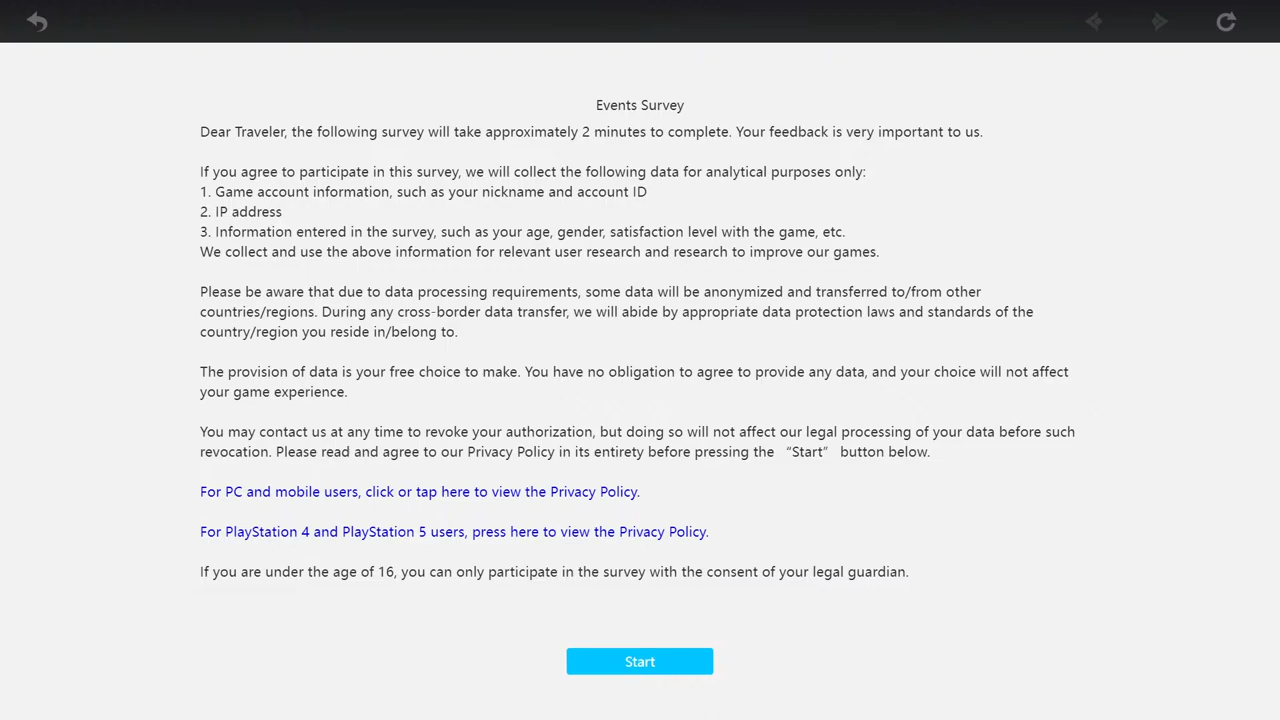 Events Survey
Dear Traveler, the following survey will take approximately 2 minutes to complete. Your feedback is very important to us.
If you agree to participate in this survey, we will collect the following data for analytical purposes only:
1. Game account information, such as your nickname and account ID
2. IP address
3. Information entered in the survey, such as your age, gender, satisfaction level with the game, etc.
We collect and use the above information for relevant user research and research to improve our games.
Please be aware that due to data processing requirements, some data will be anonymized and transferred to/from other
countries/regions. During any cross-border data transfer, we will abide by appropriate data protection laws and standards of the
country/region you reside in/belong to.
The provision of data is your free choice to make. You have no obligation to agree to provide any data, and your choice will not affect
your game experience.
You may contact us at any time to revoke your authorization, but doing so will not affect our legal processing of your data before such
revocation. Please read and agree to our Privacy Policy in its entirety before pressing the “Start” button below.
For PC and mobile users, click or tap here to view the Privacy Policy.
For PlayStation 4 and PlayStation 5 users, press here to view the Privacy Policy.
If you are under the age of 16, you can only participate in the survey with the consent of your legal guardian.
Start